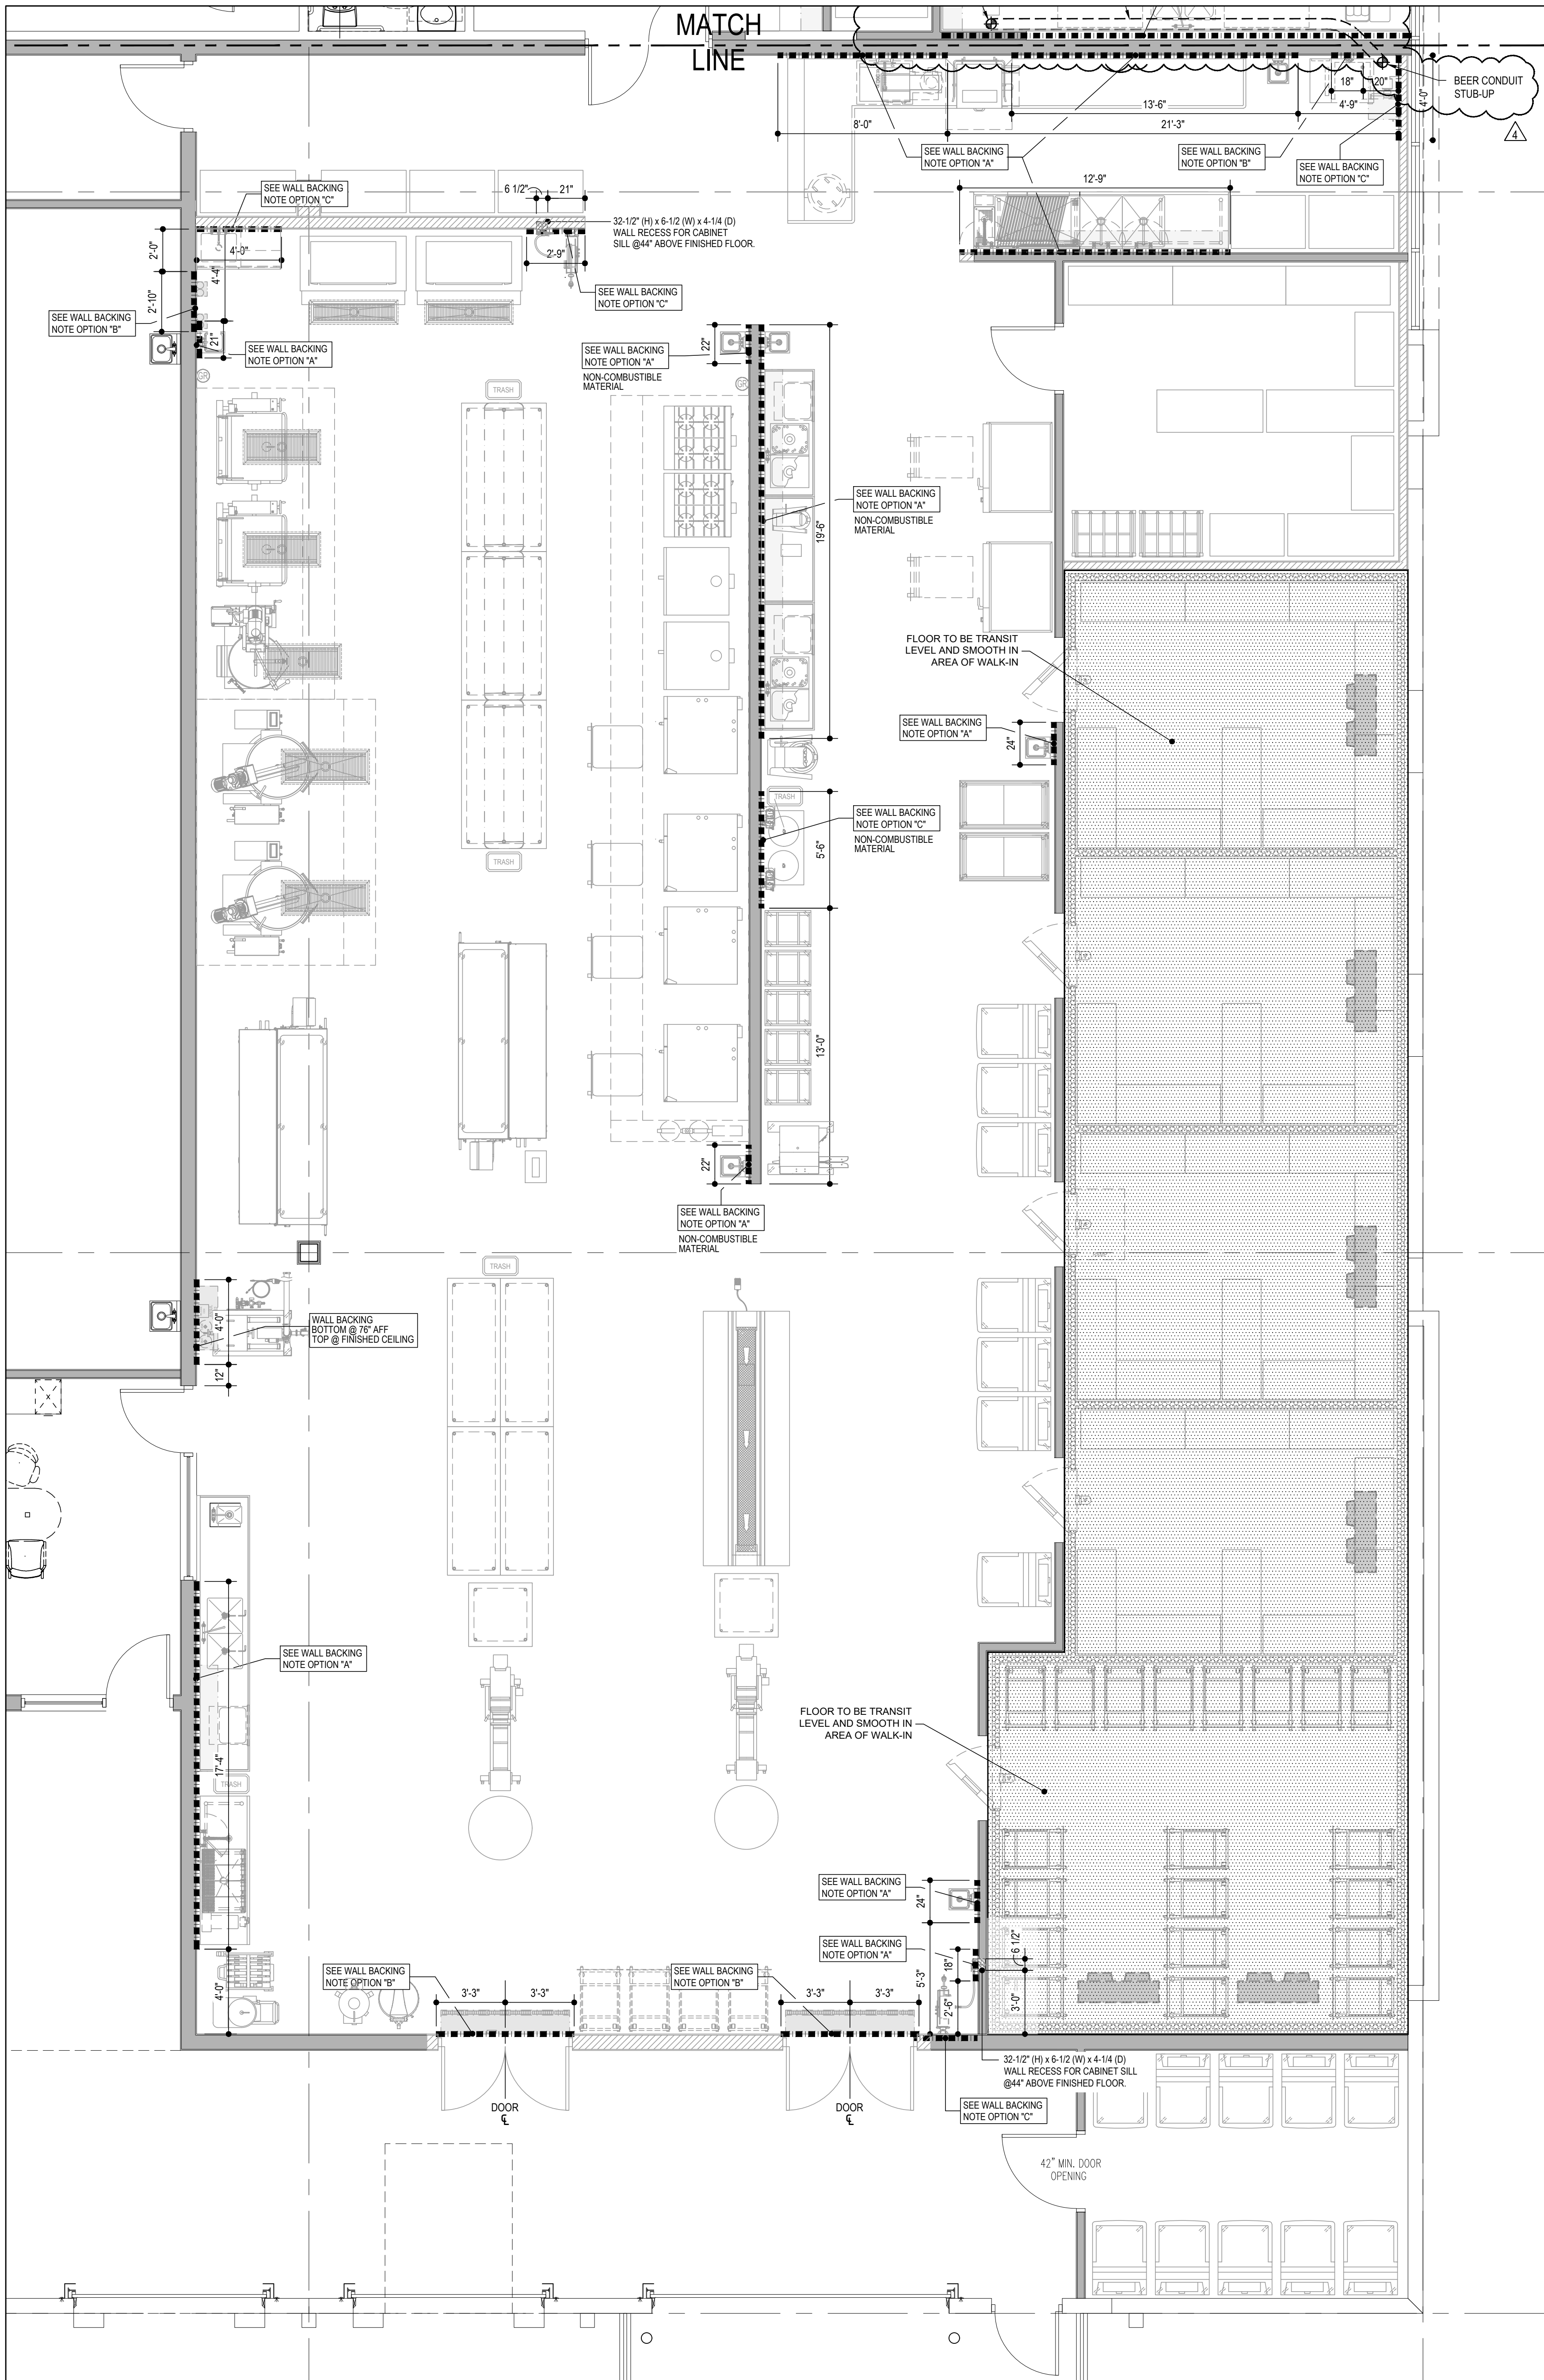 MATCH
LINE
BEER CONDUIT
STUB-UP
4
18"
20"
4'-9"
4'-0"
13'-6"
8'-0"
21'-3"
SEE WALL BACKING
NOTE OPTION "A"
SEE WALL BACKING
NOTE OPTION "B"
SEE WALL BACKING
NOTE OPTION "C"
12'-9"
SEE WALL BACKING
NOTE OPTION "C"
6 1/2"
21"
32-1/2" (H) x 6-1/2 (W) x 4-1/4 (D)
WALL RECESS FOR CABINET
SILL @44" ABOVE FINISHED FLOOR.
2'-0"
4'-0"
2'-9"
4'-4"
2'-10"
SEE WALL BACKING
NOTE OPTION "C"
SEE WALL BACKING
NOTE OPTION "B"
21"
SEE WALL BACKING
NOTE OPTION "A"
GR
22"
SEE WALL BACKING
NOTE OPTION "A"
NON-COMBUSTIBLE
MATERIAL
GR
TRASH
SEE WALL BACKING
NOTE OPTION "A"
NON-COMBUSTIBLE
MATERIAL
19'-6"
FLOOR TO BE TRANSIT
LEVEL AND SMOOTH IN
AREA OF WALK-IN
SEE WALL BACKING
NOTE OPTION "A"
24"
TRASH
SEE WALL BACKING
NOTE OPTION "C"
NON-COMBUSTIBLE
MATERIAL
5'-6"
TRASH
13'-0"
22"
SEE WALL BACKING
NOTE OPTION "A"
NON-COMBUSTIBLE
MATERIAL
TRASH
4'-0"
WALL BACKING
BOTTOM @ 76" AFF
TOP @ FINISHED CEILING
12"
X
SEE WALL BACKING
NOTE OPTION "A"
17'-4"
TRASH
FLOOR TO BE TRANSIT
LEVEL AND SMOOTH IN
AREA OF WALK-IN
SEE WALL BACKING
NOTE OPTION "A"
24"
SEE WALL BACKING
NOTE OPTION "A"
18"
6 1/2"
5'-3"
2'-6"
3'-0"
4'-0"
SEE WALL BACKING
NOTE OPTION "B"
3'-3"
3'-3"
SEE WALL BACKING
NOTE OPTION "B"
3'-3"
3'-3"
32-1/2" (H) x 6-1/2 (W) x 4-1/4 (D)
WALL RECESS FOR CABINET SILL
@44" ABOVE FINISHED FLOOR.
SEE WALL BACKING
NOTE OPTION "C"
DOOR
℄
DOOR
℄
42" MIN. DOOR
OPENING